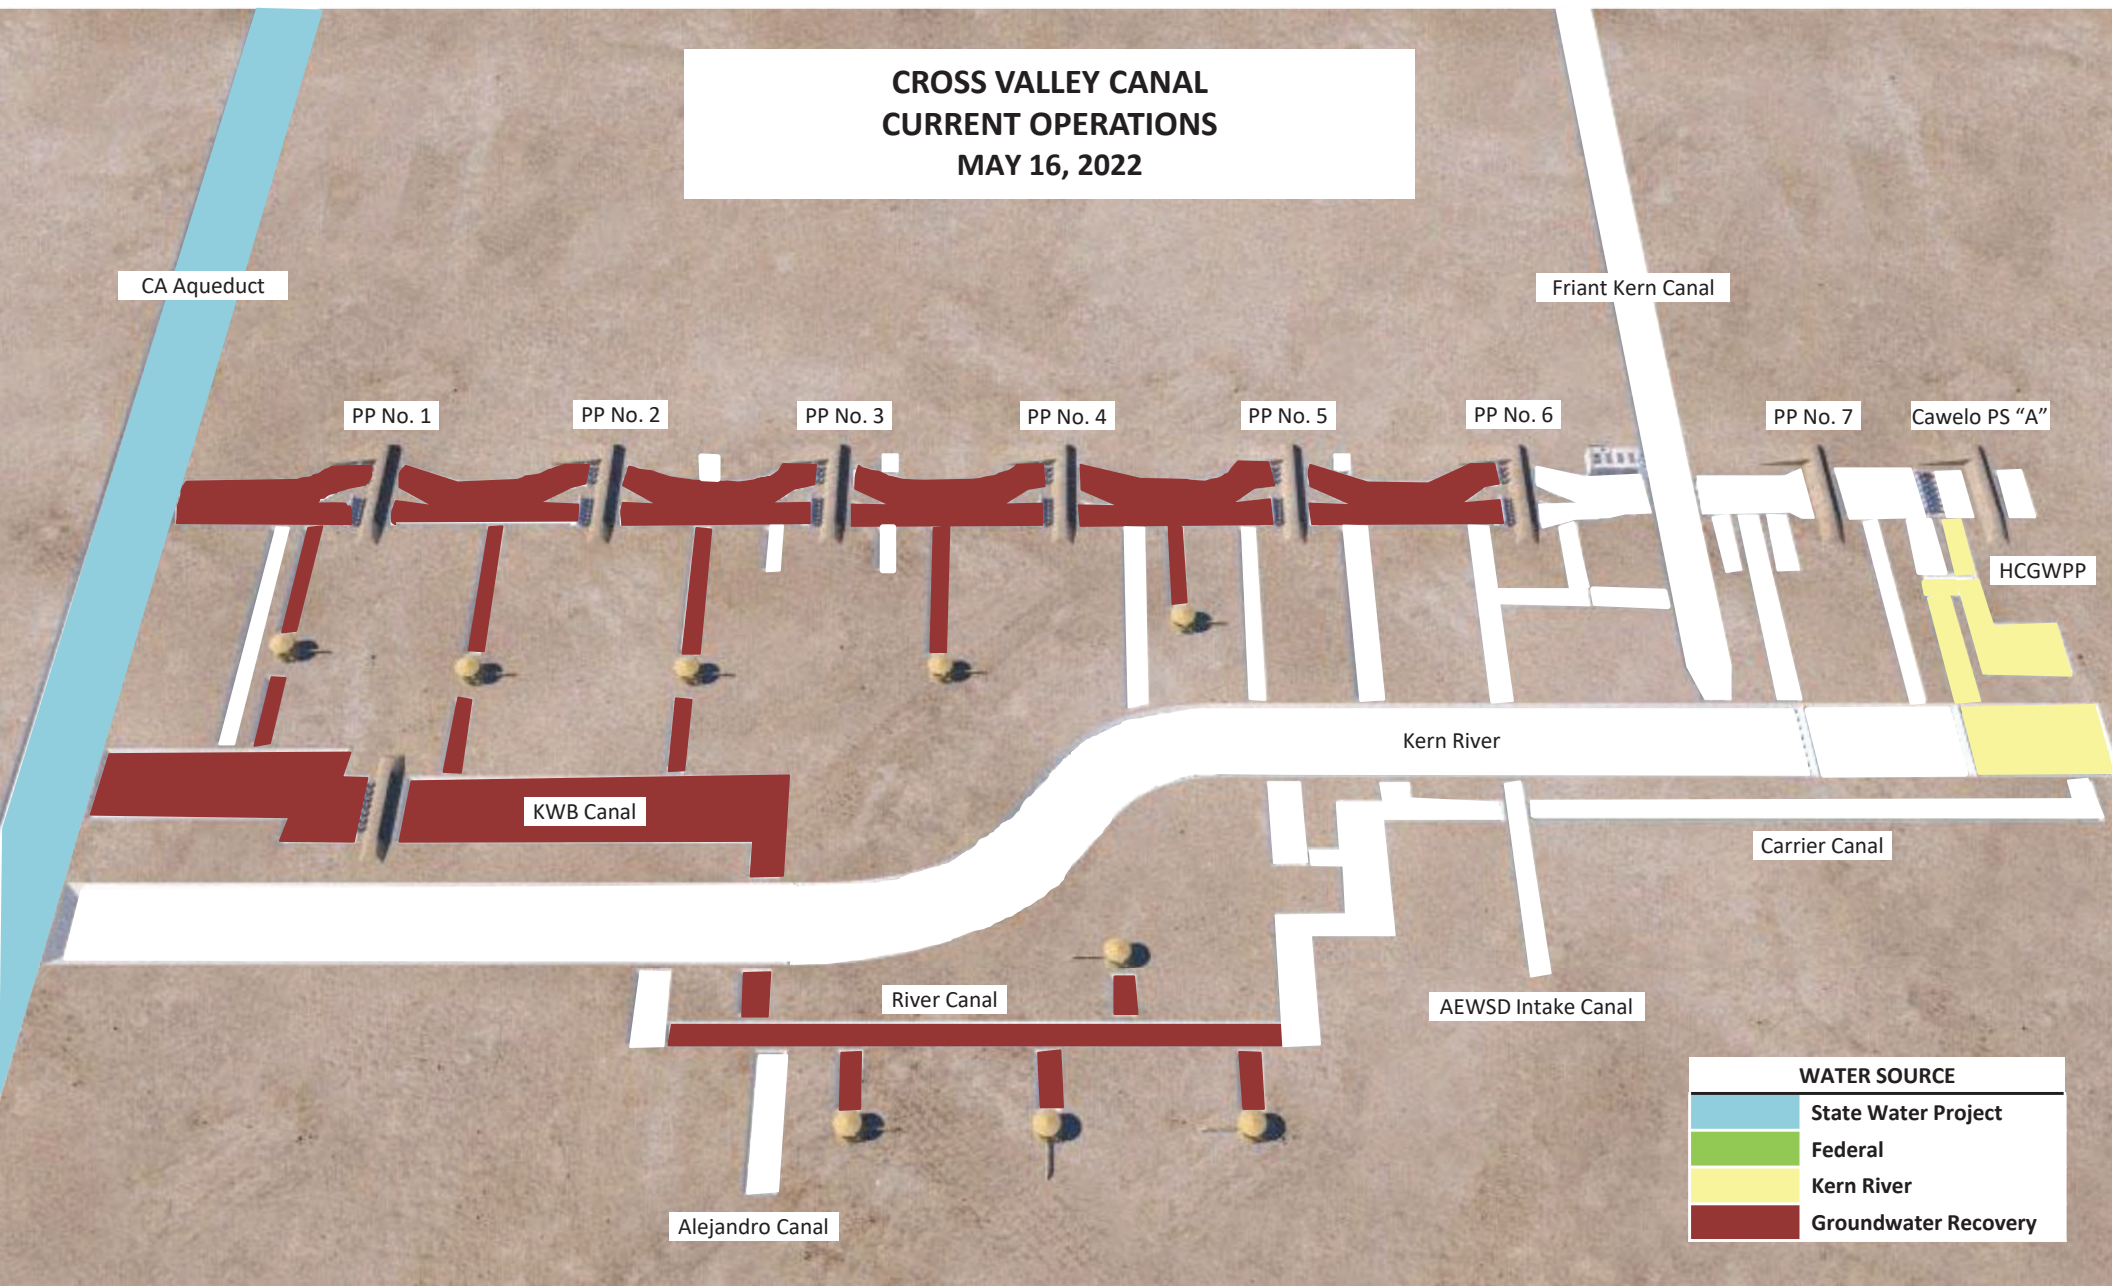 CROSS VALLEY CANAL
CURRENT OPERATIONS
MAY 16, 2022
CA Aqueduct
Friant Kern Canal
PP No. 1
PP No. 2
PP No. 3
PP No. 4
PP No. 5
PP No. 6
PP No. 7
Cawelo PS “A”
HCGWPP
Kern River
KWB Canal
Carrier Canal
River Canal
AEWSD Intake Canal
Alejandro Canal
WATER SOURCE
State Water Project
Federal
Kern River
Groundwater Recovery